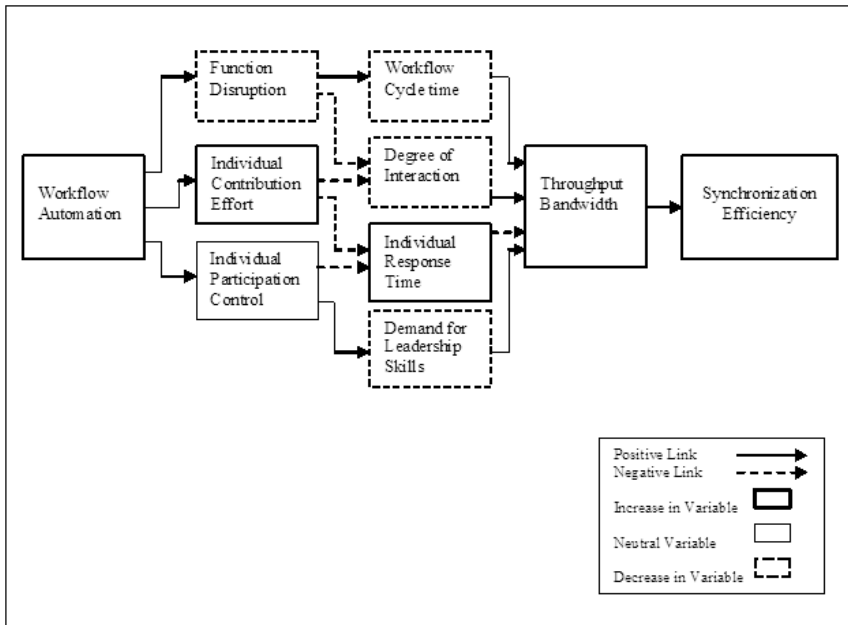 Function
Disruption
Workflow
Cycle time
Workflow
Automation
Individual
Contribution
Effort
Degree of
Interaction
Throughput
Bandwidth
Synchronization
Efficiency
Individual
Participation
Control
Individual
Response
Time
Demand for
Leadership
Skills
Positive Link
Negative Link
Increase in Variable
Neutral Variable
Decrease in Variable